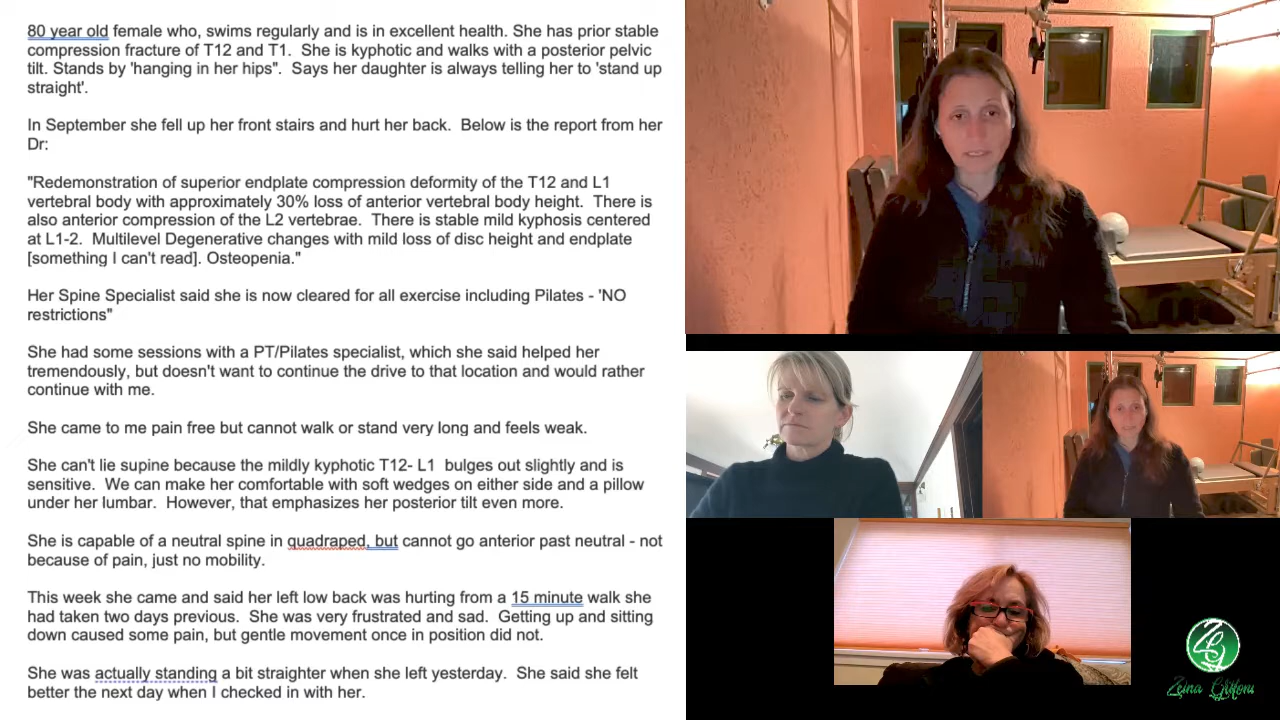 80 year old female who, swims regularly and is in excellent health. She has prior stable
compression fracture of T12 and T1.  She is kyphotic and walks with a posterior pelvic
tilt. Stands by 'hanging in her hips".  Says her daughter is always telling her to 'stand up
straight'.
In September she fell up her front stairs and hurt her back.  Below is the report from her
Dr:
"Redemonstration of superior endplate compression deformity of the T12 and L1
vertebral body with approximately 30% loss of anterior vertebral body height.  There is
also anterior compression of the L2 vertebrae.  There is stable mild kyphosis centered
at L1-2.  Multilevel Degenerative changes with mild loss of disc height and endplate
[something I can't read]. Osteopenia."
Her Spine Specialist said she is now cleared for all exercise including Pilates - 'NO
restrictions"
She had some sessions with a PT/Pilates specialist, which she said helped her
tremendously, but doesn't want to continue the drive to that location and would rather
continue with me.
She came to me pain free but cannot walk or stand very long and feels weak.
She can't lie supine because the mildly kyphotic T12- L1  bulges out slightly and is
sensitive.  We can make her comfortable with soft wedges on either side and a pillow
under her lumbar.  However, that emphasizes her posterior tilt even more.
She is capable of a neutral spine in quadraped, but cannot go anterior past neutral - not
because of pain, just no mobility.
This week she came and said her left low back was hurting from a 15 minute walk she
had taken two days previous.  She was very frustrated and sad.  Getting up and sitting
down caused some pain, but gentle movement once in position did not.
She was actually standing a bit straighter when she left yesterday.  She said she felt
better the next day when I checked in with her.
Zeina Grifoni